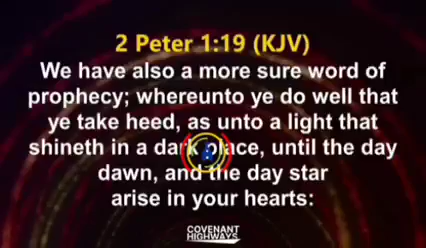 2 Peter 1:19 (KJV)
We have also a more sure word of
prophecy; whereunto ye do well that
ye take heed, as unto a light that
shineth in a dark place, until the day
dawn, and the day star
arise in your hearts:
COVENANT
HIGHWAYS